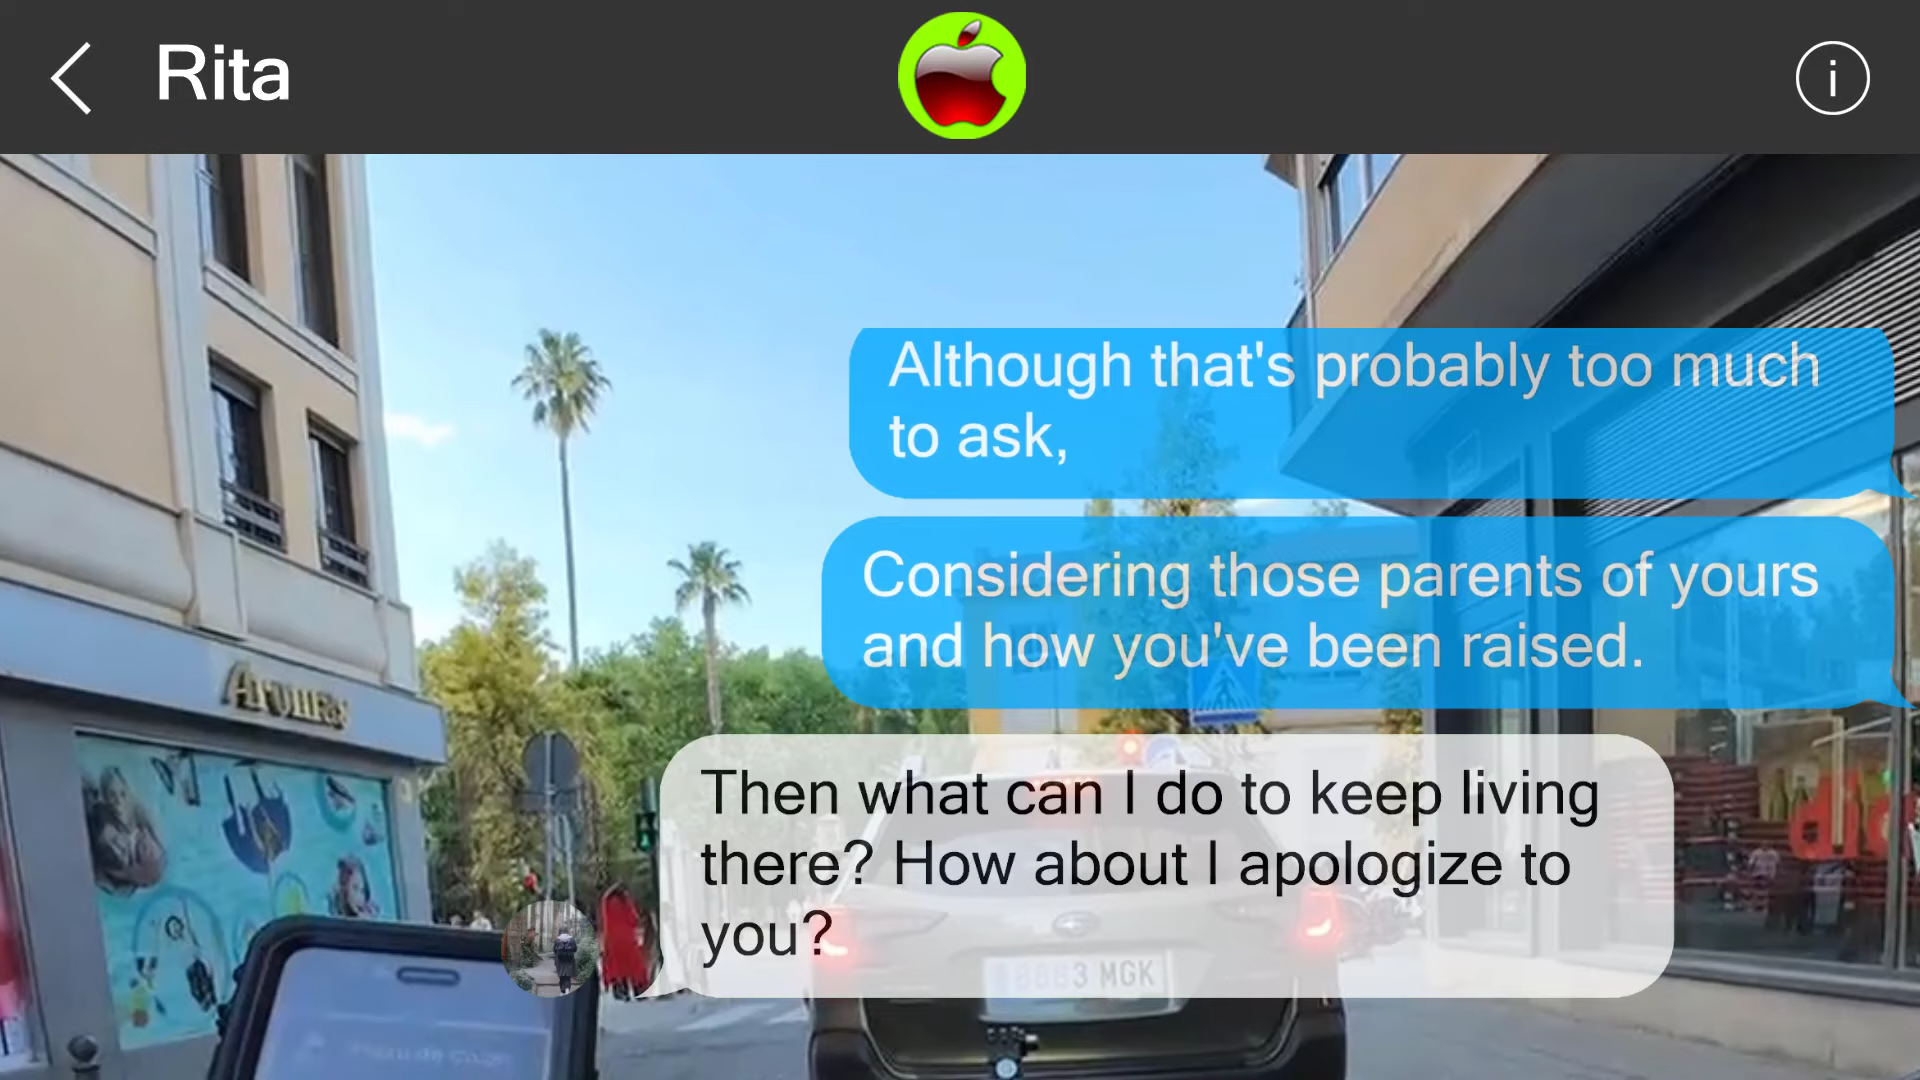 Rita
Although that's probably too much
to ask,
Considering those parents of yours
and how you've been raised.
Then what can I do to keep living
there? How about I apologize to
you?
MGK